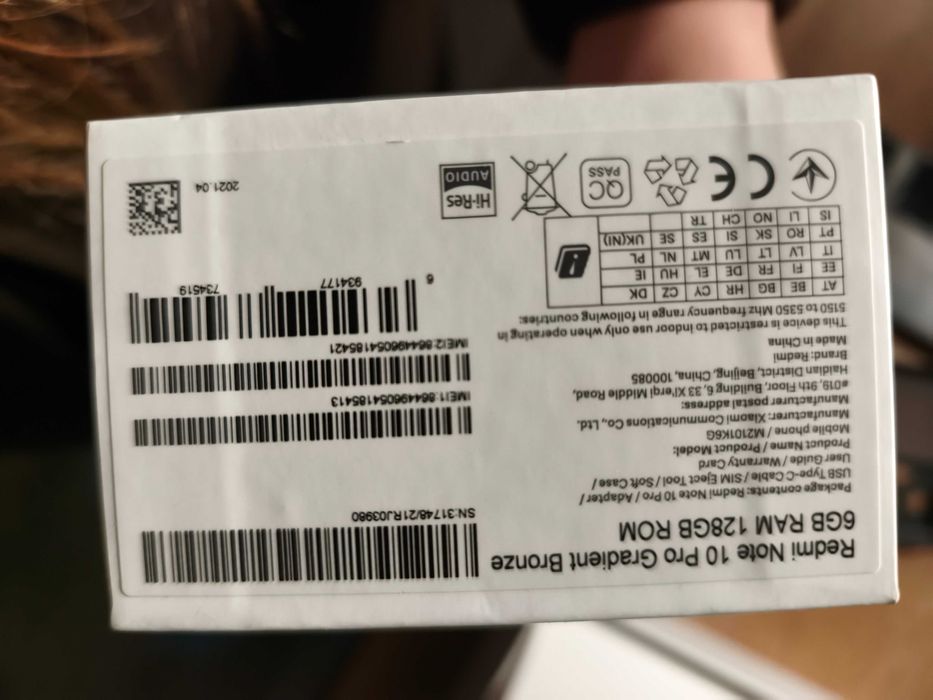 Redmi Note 10 Pro Gradient Bronze
6GB RAM 128GB ROM
Package contents: Redmi Note 10 Pro / Adapter /
USB Type-C Cable / SIM Eject Tool / Soft Case /
User Guide / Warranty Card
Product Name / Product Model:
Mobile phone / M2101K6G
Manufacturer: Xiaomi Communications Co., Ltd.
Manufacturer postal address:
#019, 9th Floor, Building 6, 33 Xi'erqi Middle Road,
Haidian District, Beijing, China, 100085
Brand: Redmi
Made in China
This device is restricted to indoor use only when operating in
5150 to 5350 Mhz frequency range in following countries:
AT BE BG HR CY CZ DK
EE FI FR DE EL HU IE
IT LV LT LU MT NL PL
PT RO SK SI ES SE UK(NI)
IS LI NO CH TR
CE
QC
PASS
Hi-Res
AUDIO
SN:31748/21RJ03980
IMEI1:864496054185413
IMEI2:864496054185421
6 934177 734519
2021.04